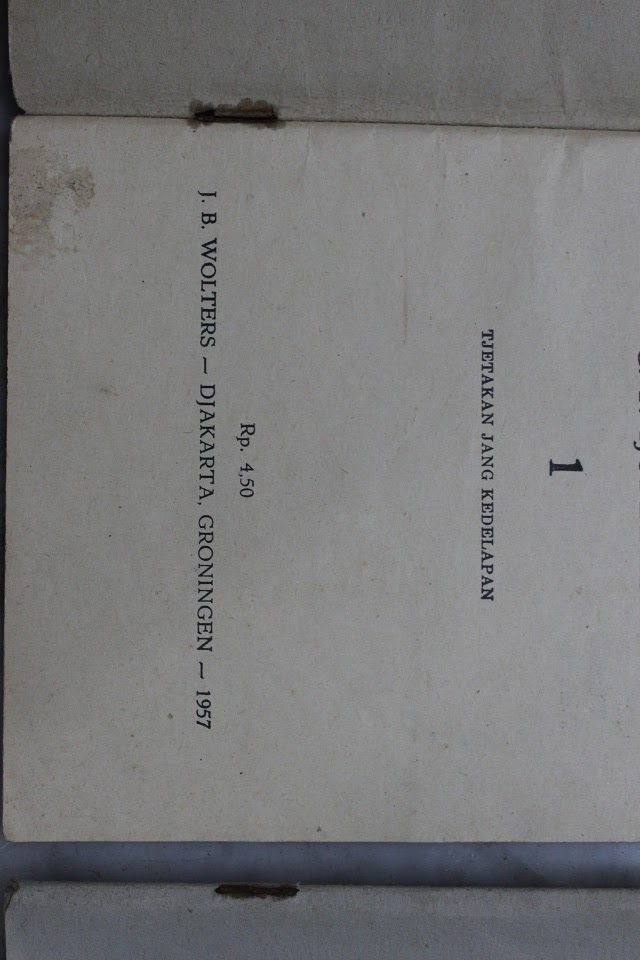 1
TJETAKAN JANG KEDELAPAN
Rp. 4,50
J. B. WOLTERS — DJAKARTA, GRONINGEN — 1957